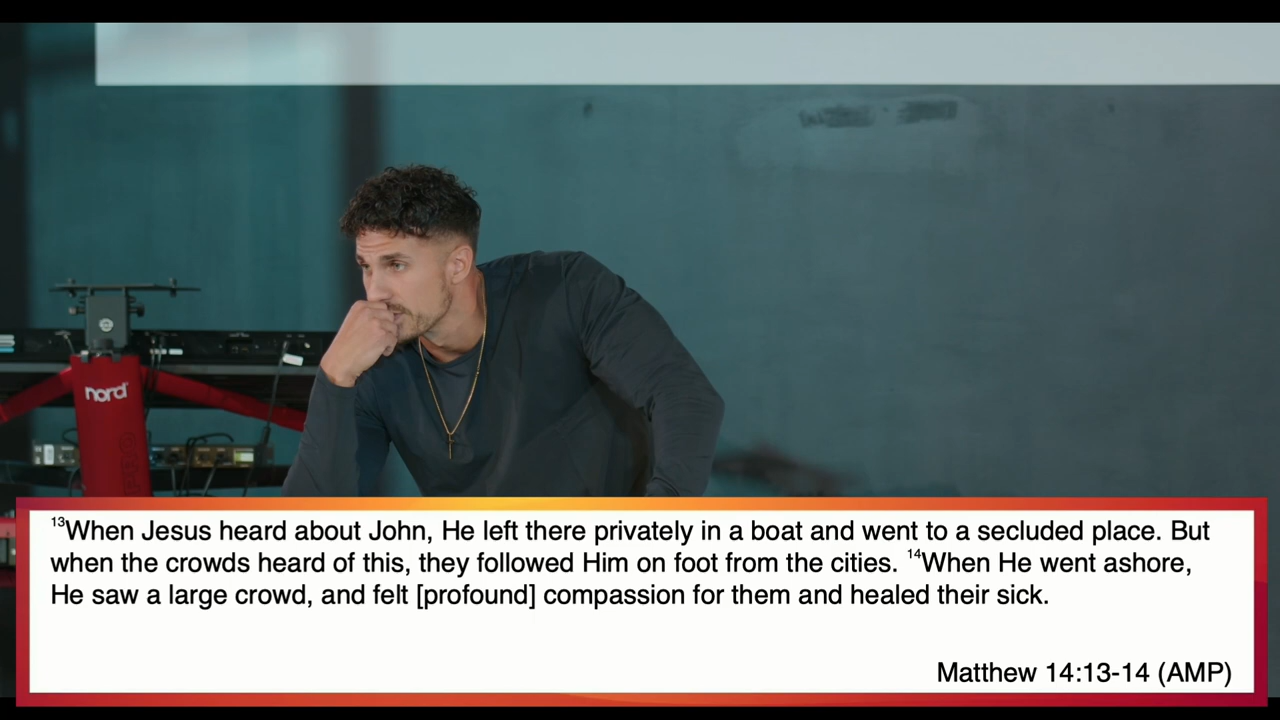 nord
¹³When Jesus heard about John, He left there privately in a boat and went to a secluded place. But
when the crowds heard of this, they followed Him on foot from the cities. ¹⁴When He went ashore,
He saw a large crowd, and felt [profound] compassion for them and healed their sick.
Matthew 14:13-14 (AMP)